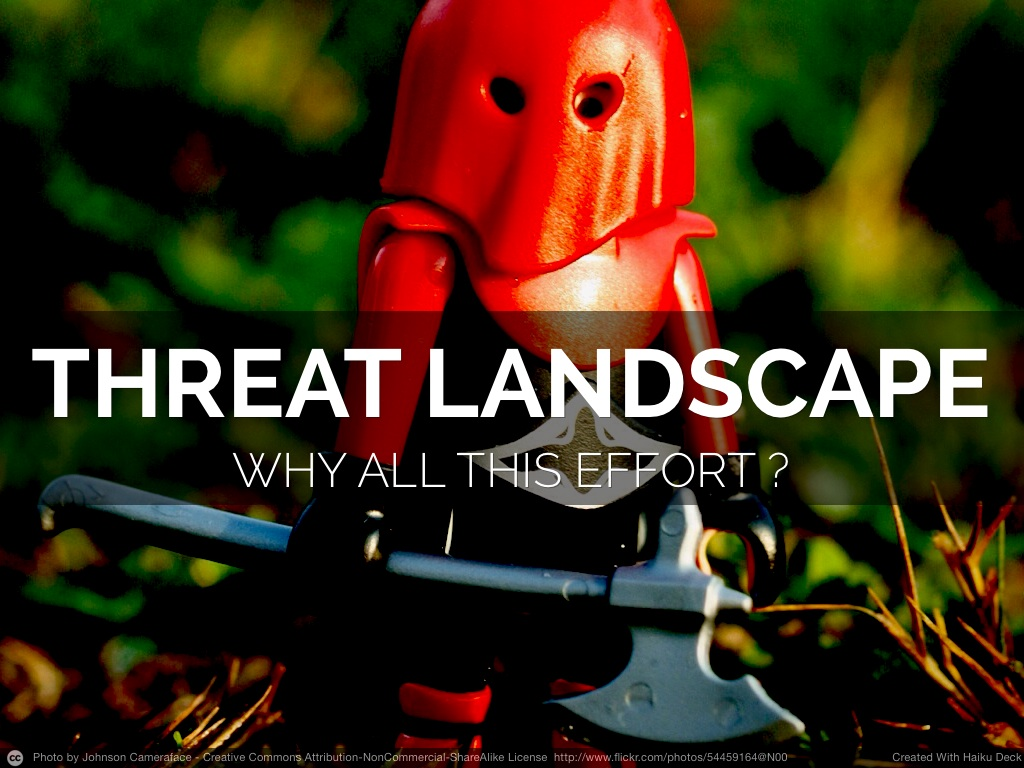 THREAT LANDSCAPE
WHY ALL THIS EFFORT ?
cc Photo by Johnson Cameraface - Creative Commons Attribution-NonCommercial-ShareAlike License http://www.flickr.com/photos/54459164@N00 Created With Haiku Deck